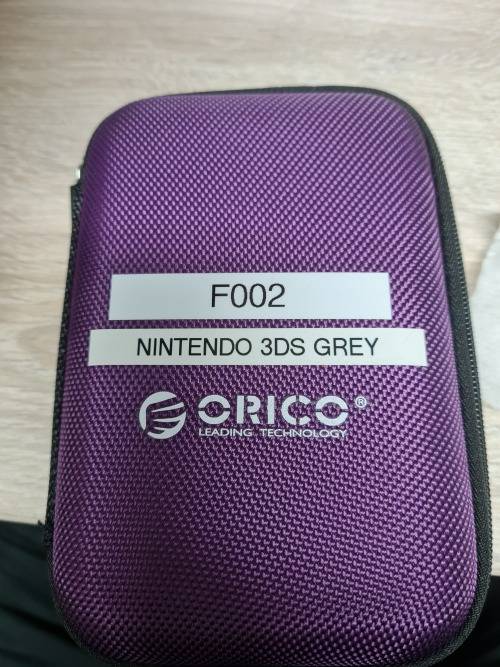 F002
NINTENDO 3DS GREY
ORICO®
LEADING TECHNOLOGY